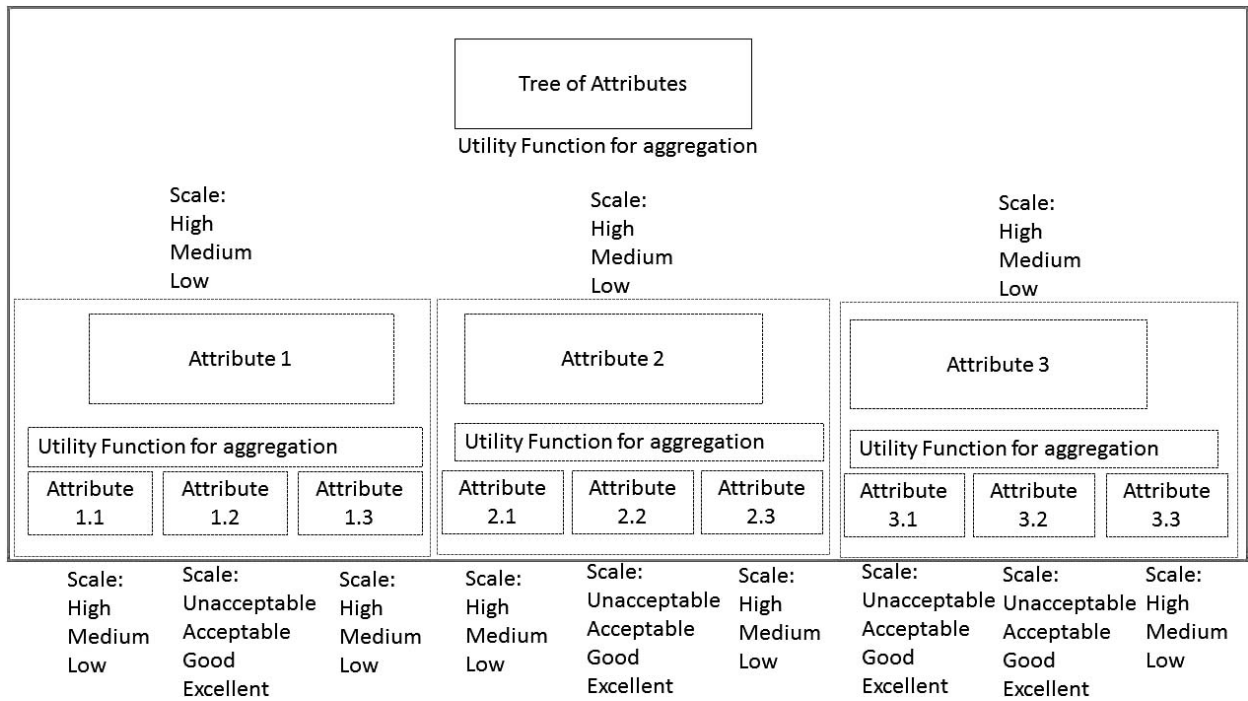 Tree of Attributes
Utility Function for aggregation
Scale:
High
Medium
Low
Scale:
High
Medium
Low
Scale:
High
Medium
Low
Attribute 1
Utility Function for aggregation
Attribute
1.1
Attribute
1.2
Attribute
1.3
Attribute 2
Utility Function for aggregation
Attribute
2.1
Attribute
2.2
Attribute
2.3
Attribute 3
Utility Function for aggregation
Attribute
3.1
Attribute
3.2
Attribute
3.3
Scale:
High
Medium
Low
Scale:
Unacceptable
Acceptable
Good
Excellent
Scale:
High
Medium
Low
Scale:
High
Medium
Low
Scale:
Unacceptable
Acceptable
Good
Excellent
Scale:
High
Medium
Low
Scale:
Unacceptable
Acceptable
Good
Excellent
Scale:
Unacceptable
Acceptable
Good
Excellent
Scale:
High
Medium
Low